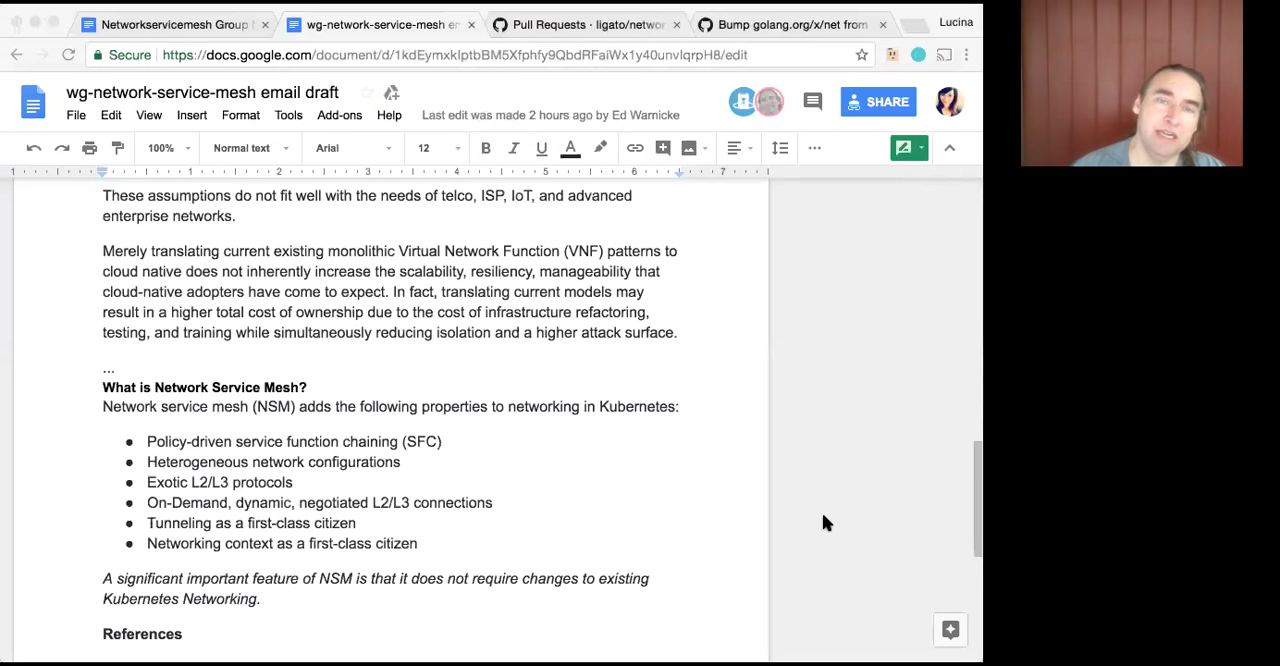 Networkservicemesh Group
wg-network-service-mesh em
Pull Requests · ligato/networ
Bump golang.org/x/net from
Lucina
Secure
https://docs.google.com/document/d/1kdEymxkIptbBM5Xfphfy9QbdRFaiWx1y40unvlqrpH8/edit
wg-network-service-mesh email draft
File Edit View Insert Format Tools Add-ons Help
Last edit was made 2 hours ago by Ed Warnicke
SHARE
100% Normal text Arial 12 B I U A
1 1 2 3 4 5 6 7
These assumptions do not fit well with the needs of telco, ISP, IoT, and advanced
enterprise networks.
Merely translating current existing monolithic Virtual Network Function (VNF) patterns to
cloud native does not inherently increase the scalability, resiliency, manageability that
cloud-native adopters have come to expect. In fact, translating current models may
result in a higher total cost of ownership due to the cost of infrastructure refactoring,
testing, and training while simultaneously reducing isolation and a higher attack surface.
...
What is Network Service Mesh?
Network service mesh (NSM) adds the following properties to networking in Kubernetes:
● Policy-driven service function chaining (SFC)
● Heterogeneous network configurations
● Exotic L2/L3 protocols
● On-Demand, dynamic, negotiated L2/L3 connections
● Tunneling as a first-class citizen
● Networking context as a first-class citizen
A significant important feature of NSM is that it does not require changes to existing
Kubernetes Networking.
References